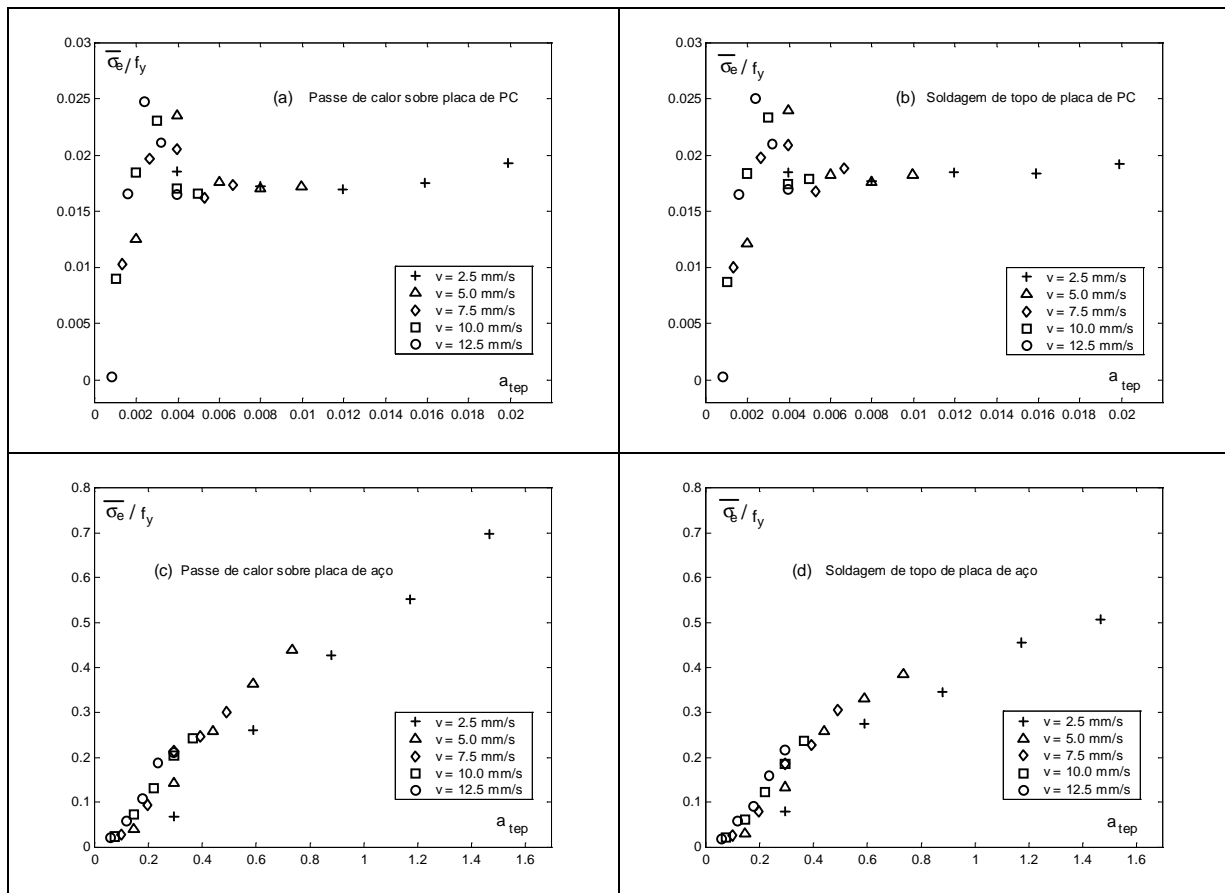 0.03
0.025
0.02
0.015
0.01
0.005
0
σe / fy
(a) Passe de calor sobre placa de PC
v = 2.5 mm/s
v = 5.0 mm/s
v = 7.5 mm/s
v = 10.0 mm/s
v = 12.5 mm/s
a tep
0 0.002 0.004 0.006 0.008 0.01 0.012 0.014 0.016 0.018 0.02
0.03
0.025
0.02
0.015
0.01
0.005
0
σe / fy
(b) Soldagem de topo de placa de PC
v = 2.5 mm/s
v = 5.0 mm/s
v = 7.5 mm/s
v = 10.0 mm/s
v = 12.5 mm/s
a tep
0 0.002 0.004 0.006 0.008 0.01 0.012 0.014 0.016 0.018 0.02
0.8
0.7
0.6
0.5
0.4
0.3
0.2
0.1
0
σe / fy
(c) Passe de calor sobre placa de aço
v = 2.5 mm/s
v = 5.0 mm/s
v = 7.5 mm/s
v = 10.0 mm/s
v = 12.5 mm/s
a tep
0 0.2 0.4 0.6 0.8 1 1.2 1.4 1.6
0.8
0.7
0.6
0.5
0.4
0.3
0.2
0.1
0
σe / fy
(d) Soldagem de topo de placa de aço
v = 2.5 mm/s
v = 5.0 mm/s
v = 7.5 mm/s
v = 10.0 mm/s
v = 12.5 mm/s
a tep
0 0.2 0.4 0.6 0.8 1 1.2 1.4 1.6